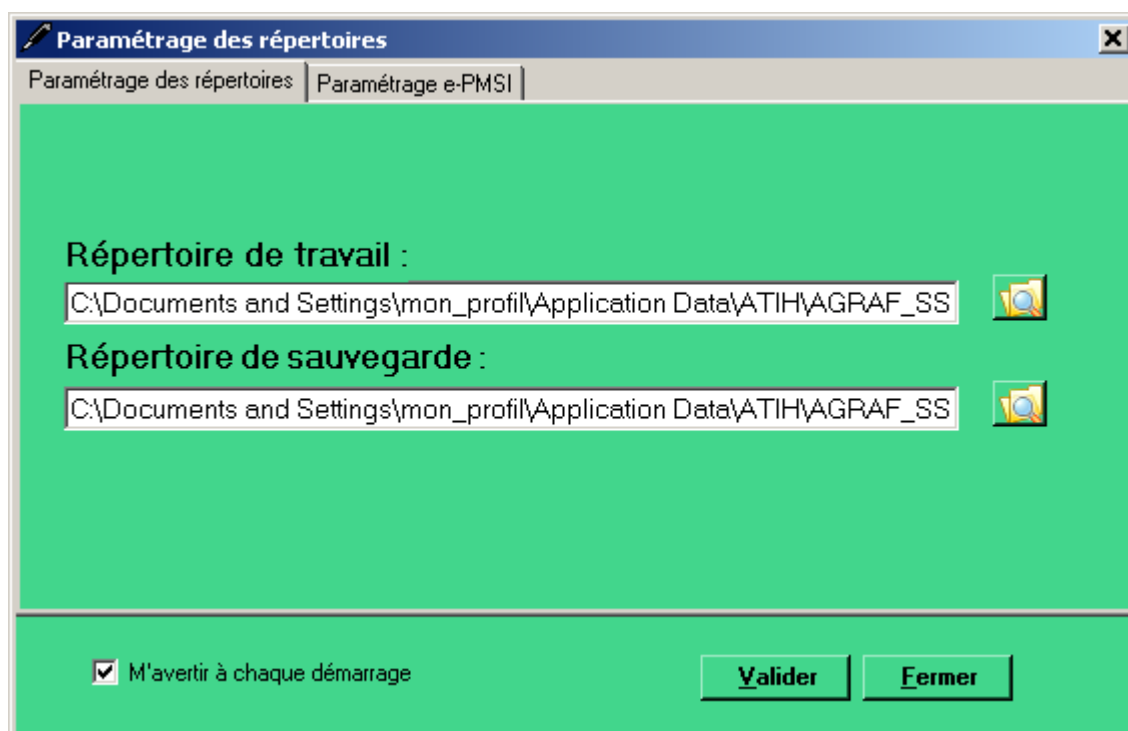 Paramétrage des répertoires
Paramétrage des répertoires Paramétrage e-PMSI
Répertoire de travail :
C:\Documents and Settings\mon_profil\Application Data\ATIH\AGRAF_SS
Répertoire de sauvegarde :
C:\Documents and Settings\mon_profil\Application Data\ATIH\AGRAF_SS
M'avertir à chaque démarrage Valider Fermer